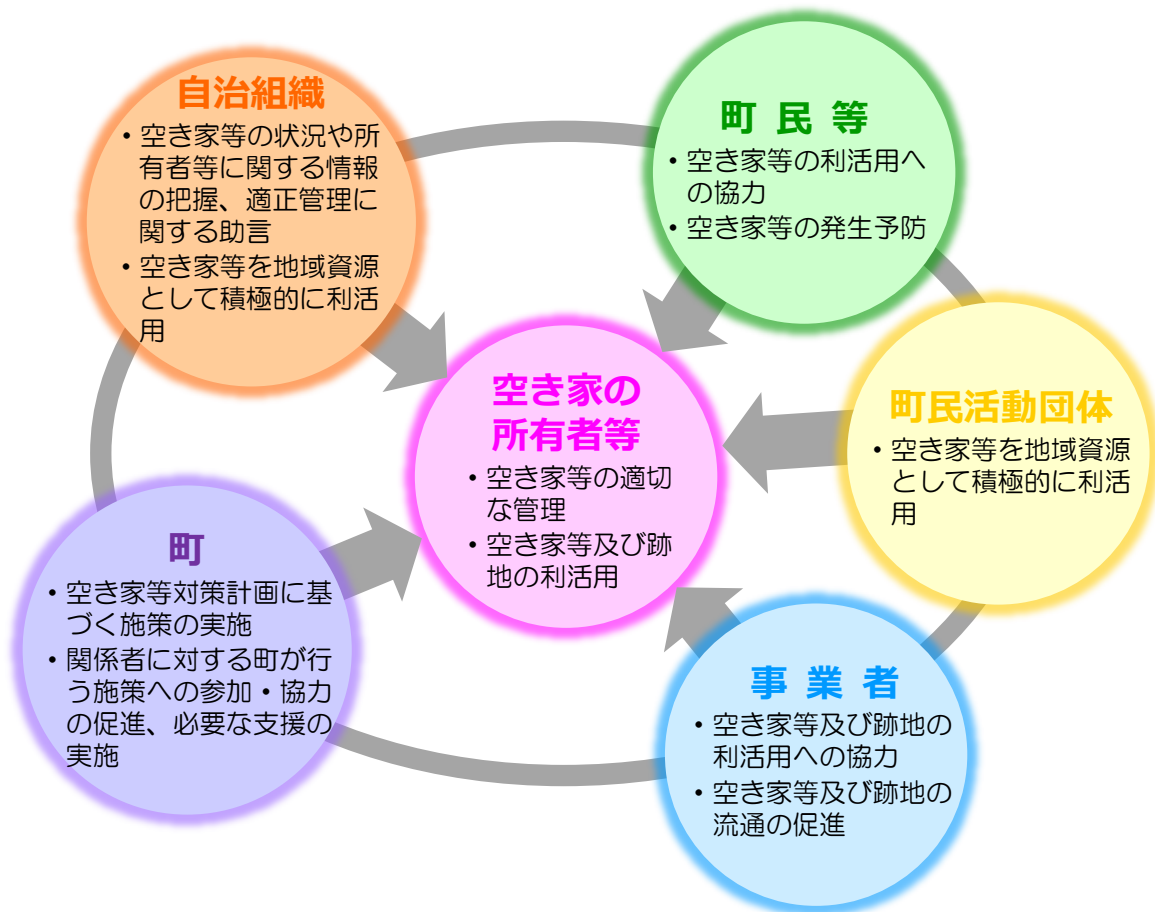 自治組織
・空き家等の状況や所
有者等に関する情報
の把握、適正管理に
関する助言
・空き家等を地域資源
として積極的に利活
用
町 民 等
・空き家等の利活用へ
の協力
・空き家等の発生予防
空き家の
所有者等
・空き家等の適切
な管理
・空き家等及び跡
地の利活用
町民活動団体
・空き家等を地域資源
として積極的に利活
用
町
・空き家等対策計画に基
づく施策の実施
・関係者に対する町が行
う施策への参加・協力
の促進、必要な支援の
実施
事 業 者
・空き家等及び跡地の
利活用への協力
・空き家等及び跡地の
流通の促進